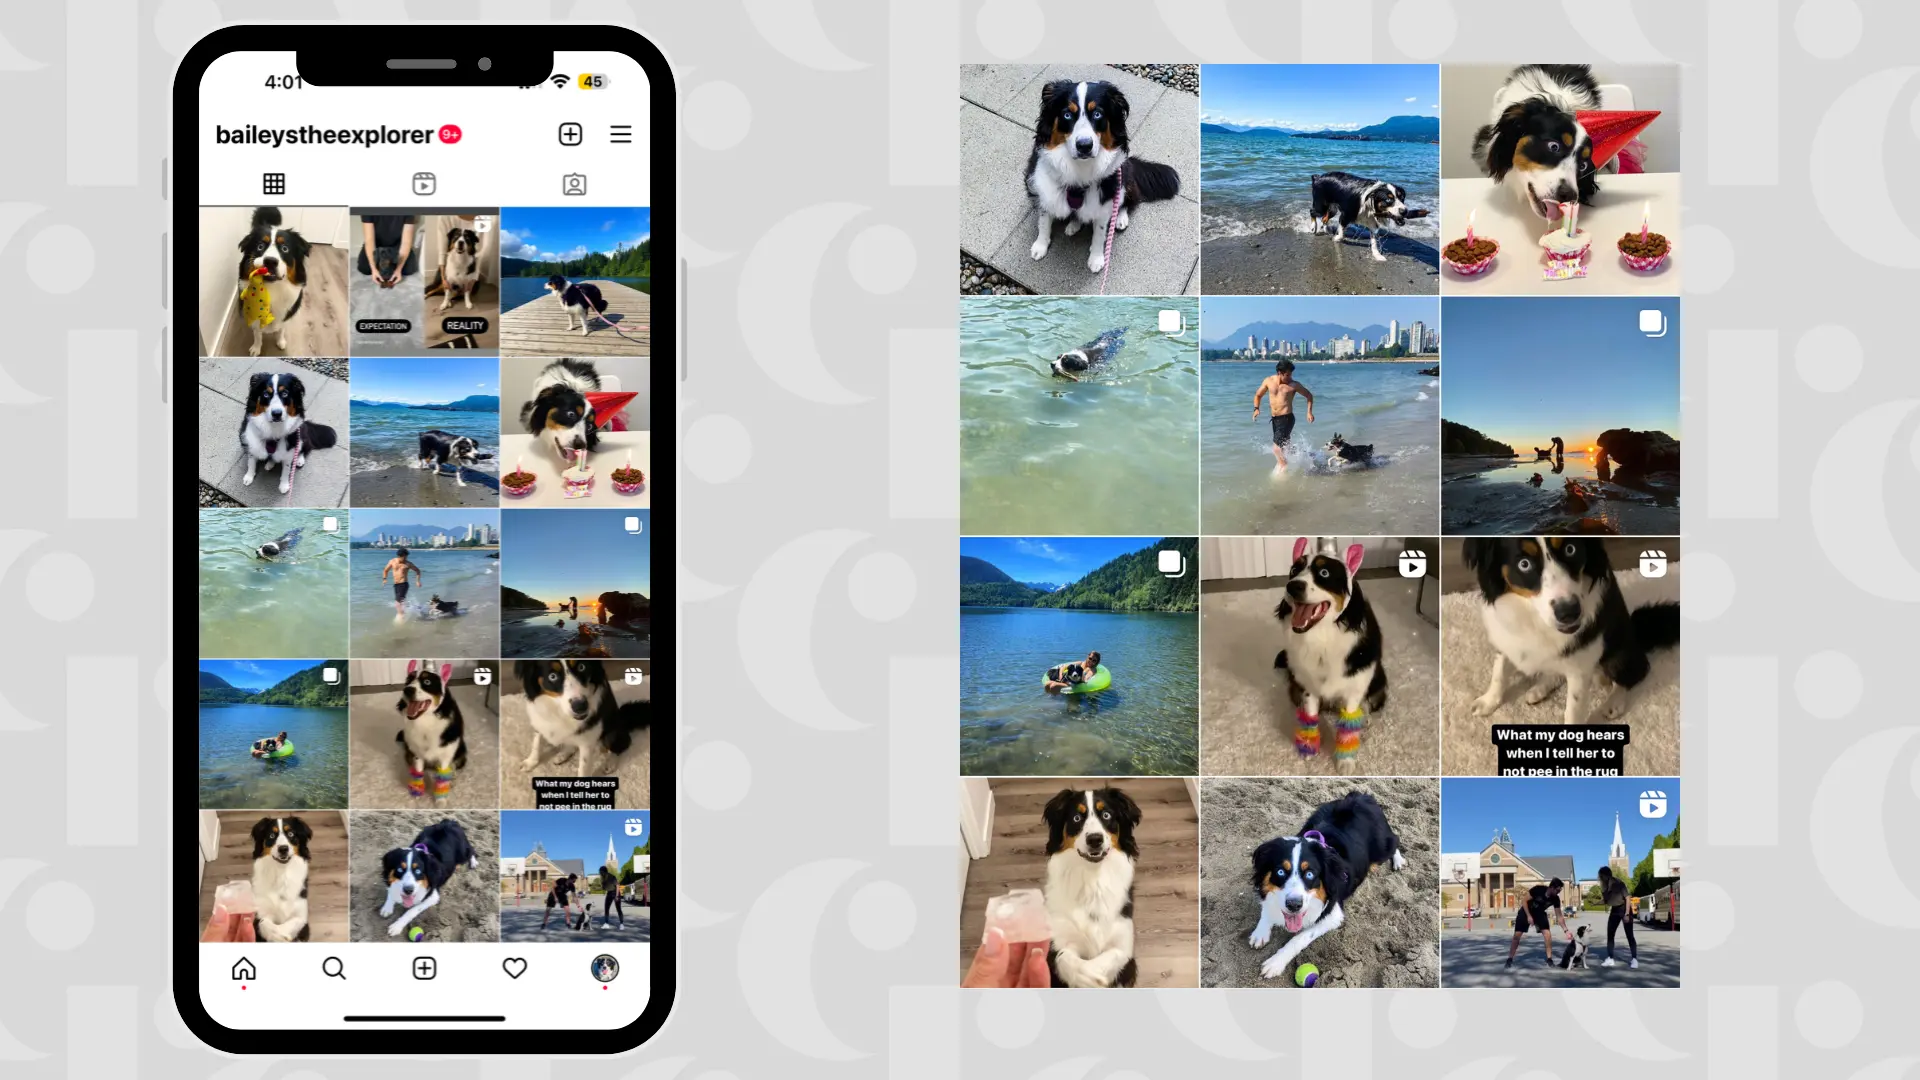 4:01
45
baileystheexplorer 9+
EXPECTATION
REALITY
What my dog hears
when I tell her to
not pee in the rug
What my dog hears
when I tell her to
not pee in the rug